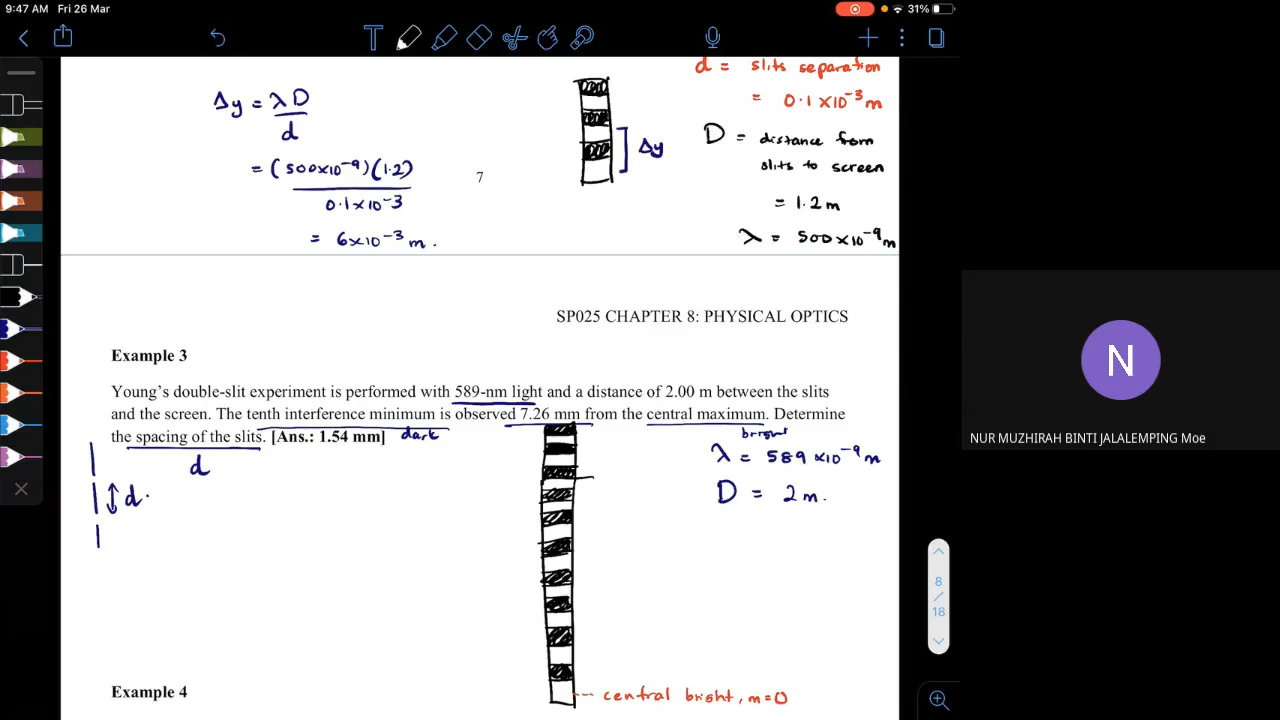 9:47 AM Fri 26 Mar
31%
T
d = slits separation
= 0.1×10⁻³ m
Δy = λD
d
= (500×10⁻⁹)(1.2)
0.1×10⁻³
= 6×10⁻³ m.
7
Δy
D = distance from
slits to screen
= 1.2 m
λ = 500×10⁻⁹ m
SP025 CHAPTER 8: PHYSICAL OPTICS
Example 3
Young's double-slit experiment is performed with 589-nm light and a distance of 2.00 m between the slits
and the screen. The tenth interference minimum is observed 7.26 mm from the central maximum. Determine
the spacing of the slits. [Ans.: 1.54 mm] dark
bright
d
λ = 589×10⁻⁹ m
d.
D = 2m.
central bright, m=0
Example 4
8
/
18
N
NUR MUZHIRAH BINTI JALALEMPING Moe